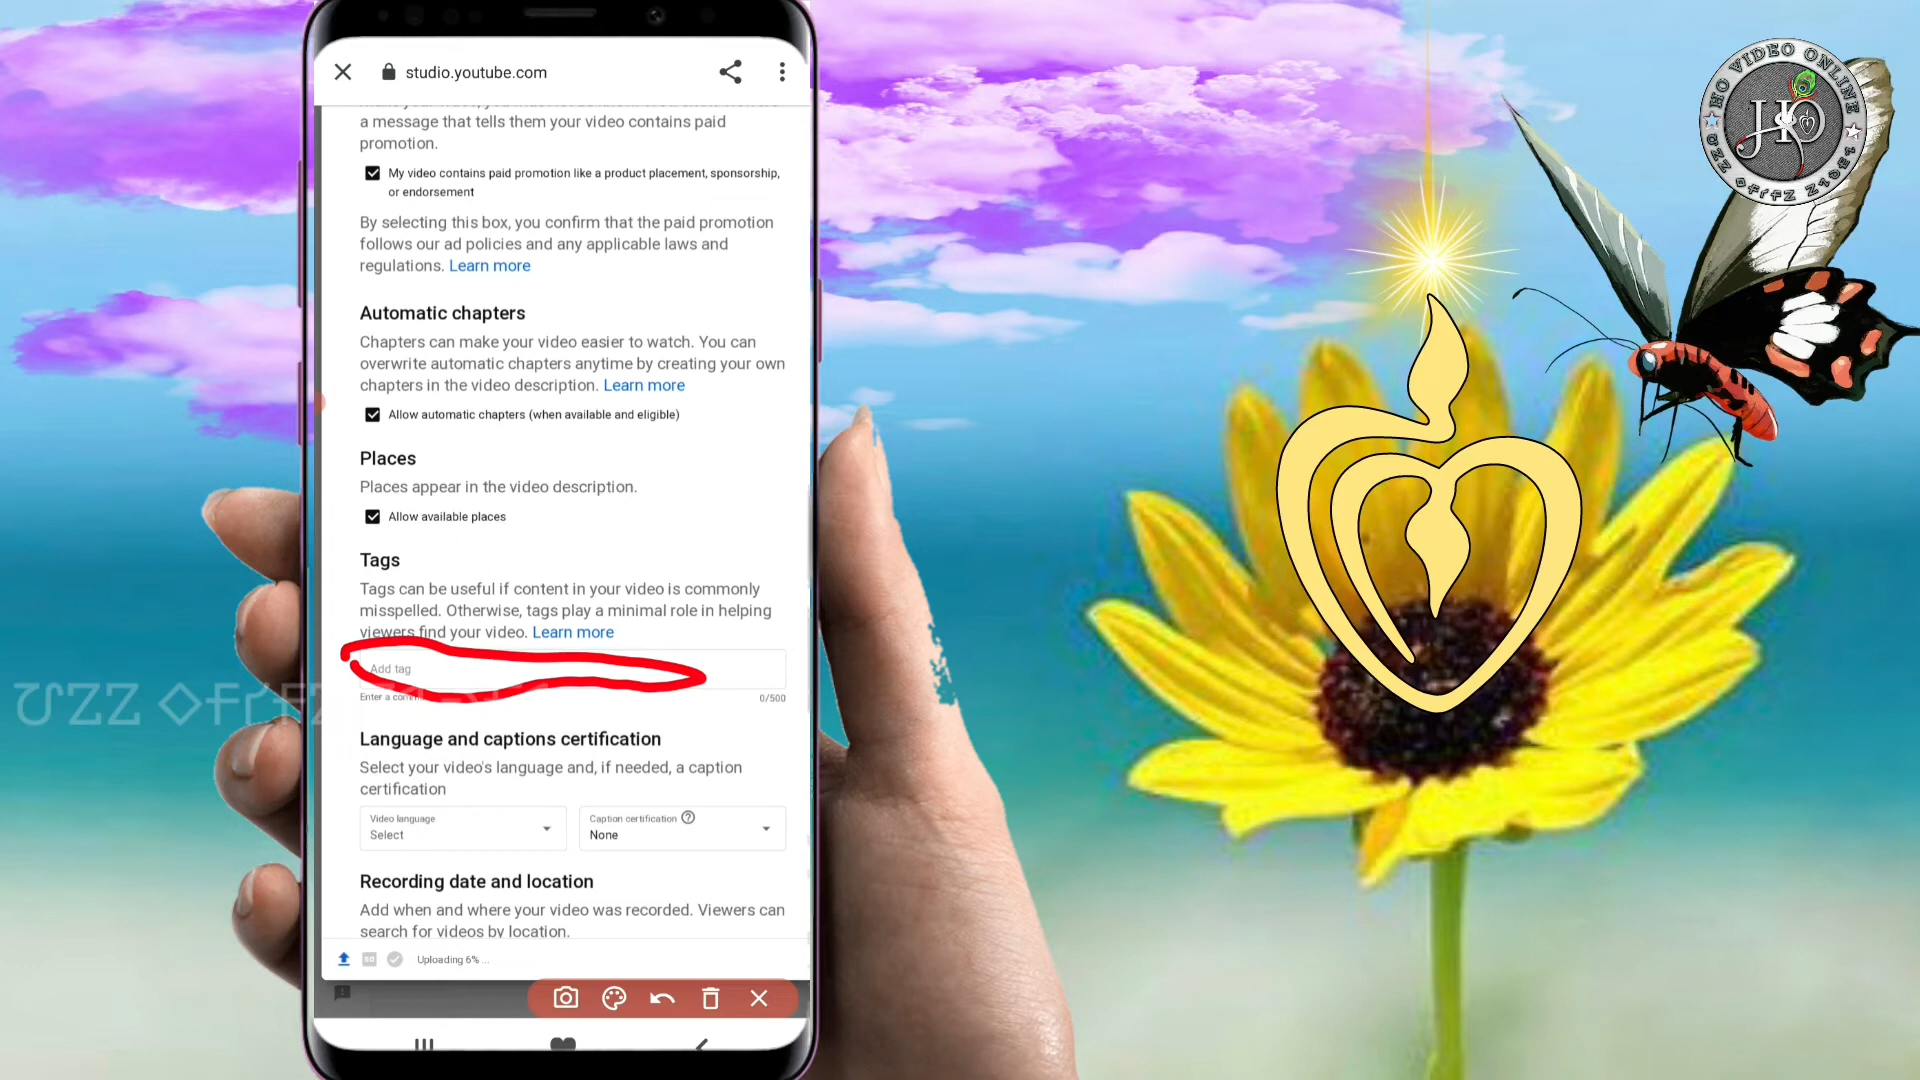 studio.youtube.com
a message that tells them your video contains paid
promotion.
My video contains paid promotion like a product placement, sponsorship,
or endorsement
By selecting this box, you confirm that the paid promotion
follows our ad policies and any applicable laws and
regulations. Learn more
Automatic chapters
Chapters can make your video easier to watch. You can
overwrite automatic chapters anytime by creating your own
chapters in the video description. Learn more
Allow automatic chapters (when available and eligible)
Places
Places appear in the video description.
Allow available places
Tags
Tags can be useful if content in your video is commonly
misspelled. Otherwise, tags play a minimal role in helping
viewers find your video. Learn more
Add tag
Enter a
0/500
Language and captions certification
Select your video's language and, if needed, a caption
certification
Video language
Select
Caption certification
None
Recording date and location
Add when and where your video was recorded. Viewers can
search for videos by location.
Uploading 6% ...
HO VIDEO ONLINE